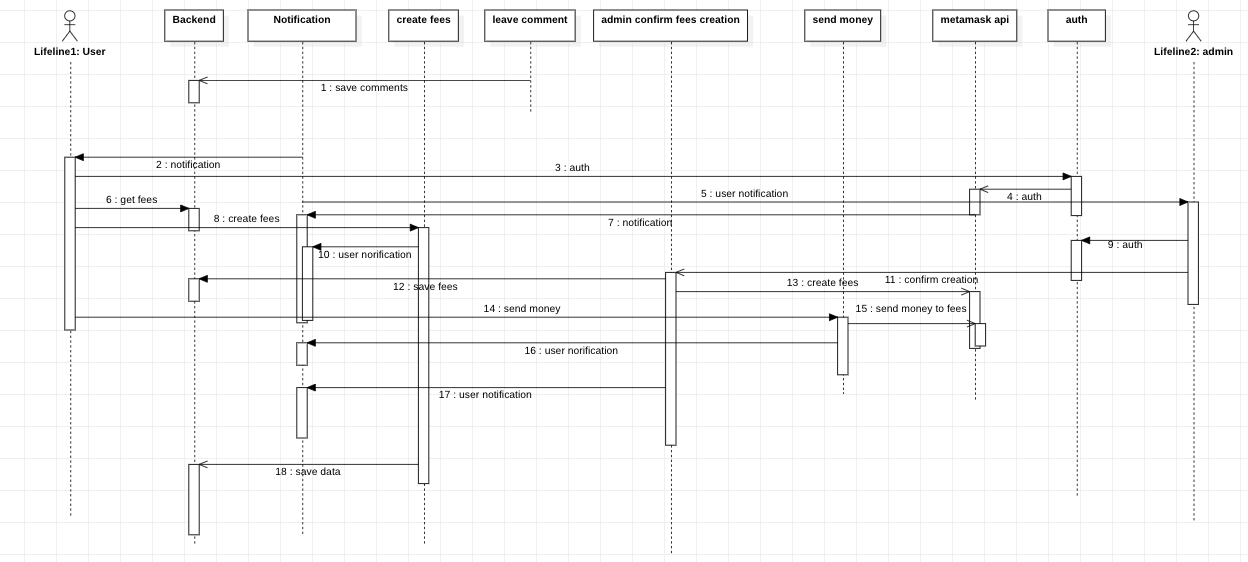 Backend
Notification
create fees
leave comment
admin confirm fees creation
send money
metamask api
auth
Lifeline1: User
Lifeline2: admin
1 : save comments
2 : notification
3 : auth
4 : auth
5 : user notification
6 : get fees
7 : notification
8 : create fees
9 : auth
10 : user norification
11 : confirm creation
12 : save fees
13 : create fees
14 : send money
15 : send money to fees
16 : user norification
17 : user notification
18 : save data